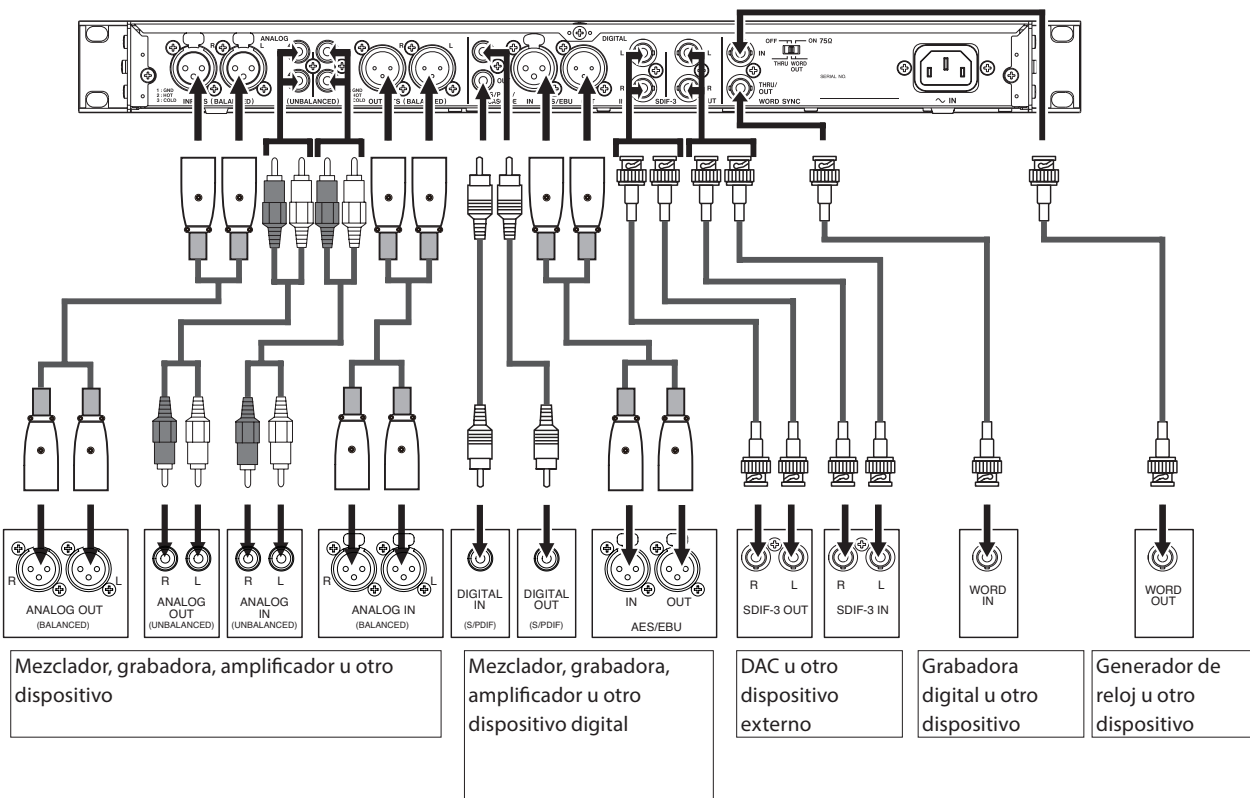 ANALOG
DIGITAL
R
L
R
L
L
L
IN
OFF
ON 75Ω
THRU
WORD
OUT
SERIAL NO.
R
R
THRU/
OUT
1 : GND
2 : HOT
3 : COLD
(BALANCED)
(UNBALANCED)
(BALANCED)
IN
SDIF-3
WORD SYNC
IN
R
L
ANALOG OUT
(BALANCED)
R
L
ANALOG
OUT
(UNBALANCED)
R
L
ANALOG
IN
(UNBALANCED)
R
L
ANALOG IN
(BALANCED)
DIGITAL
IN
(S/PDIF)
DIGITAL
OUT
(S/PDIF)
IN
OUT
AES/EBU
R
L
SDIF-3 OUT
R
L
SDIF-3 IN
WORD
IN
WORD
OUT
Mezclador, grabadora, amplificador u otro
dispositivo
Mezclador, grabadora,
amplificador u otro
dispositivo digital
DAC u otro
dispositivo
externo
Grabadora
digital u otro
dispositivo
Generador de
reloj u otro
dispositivo